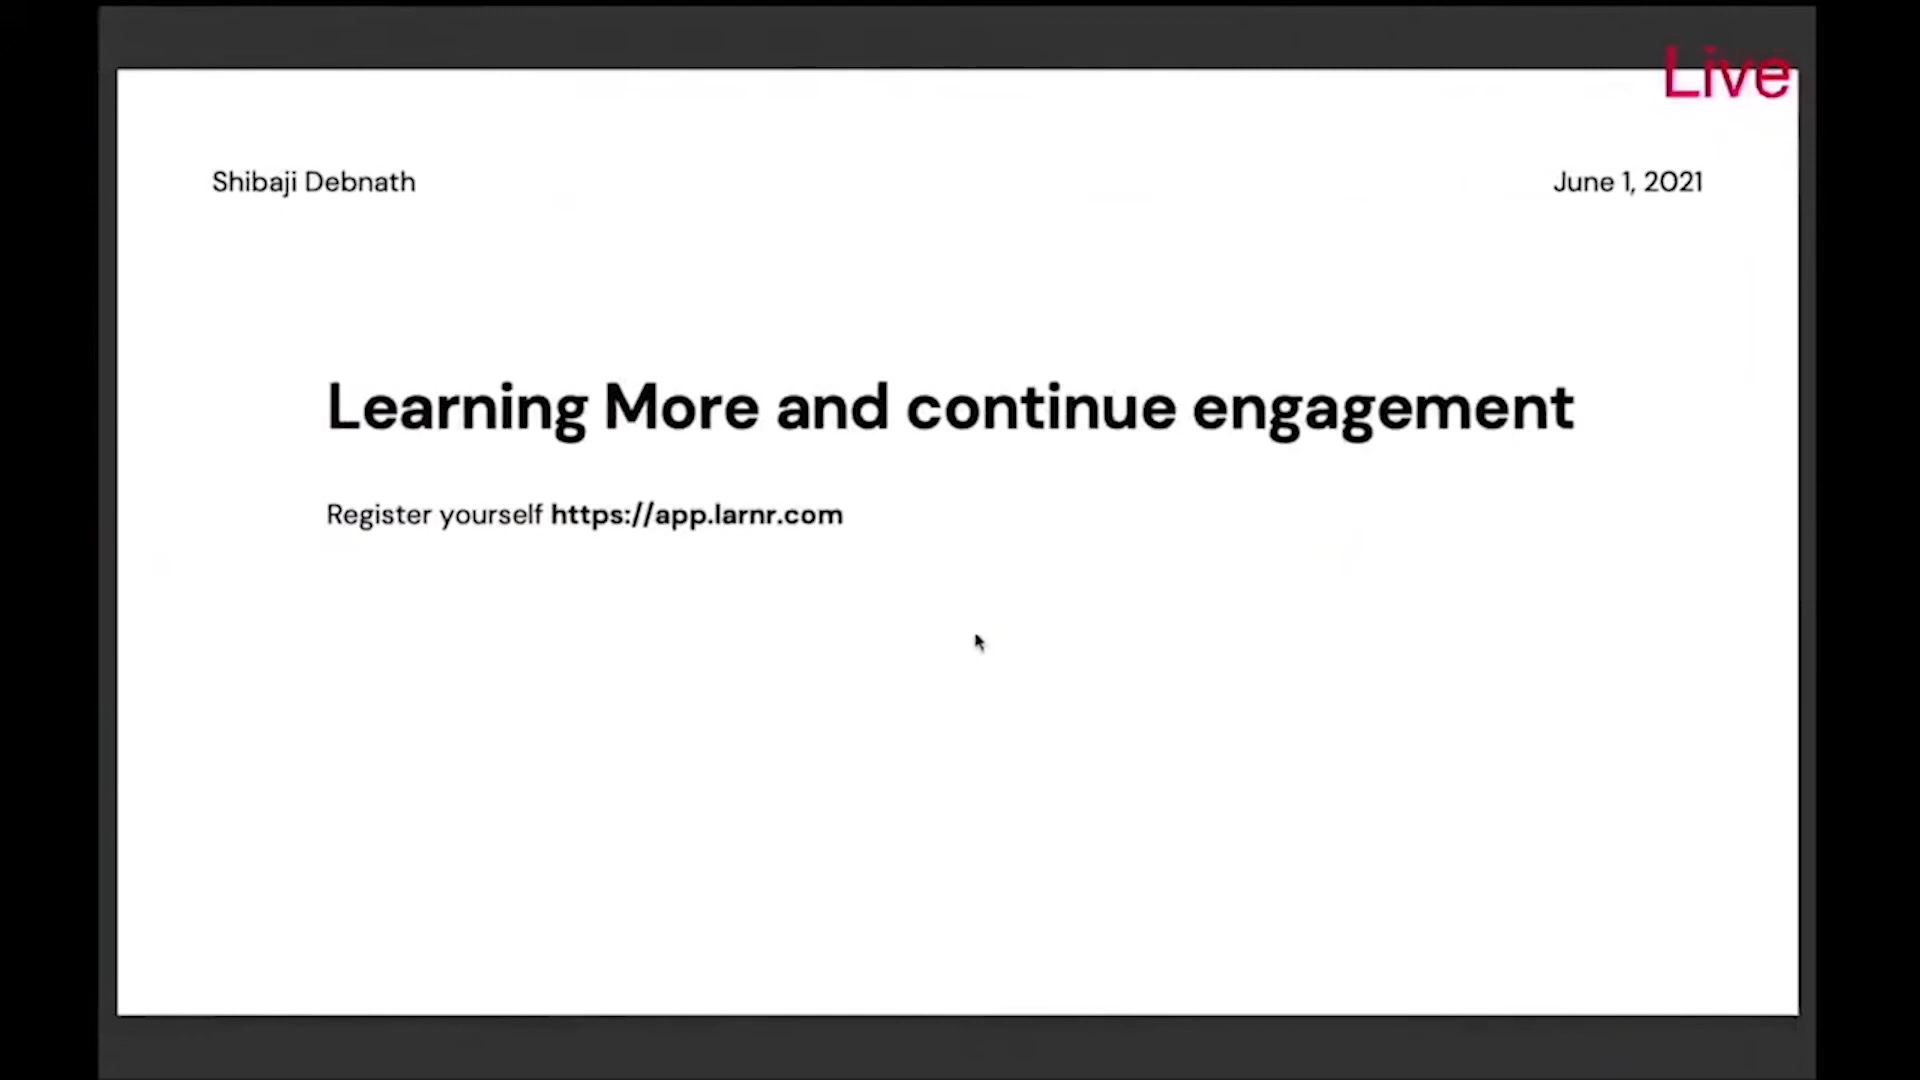 Live
Shibaji Debnath
June 1, 2021
Learning More and continue engagement
Register yourself https://app.larnr.com